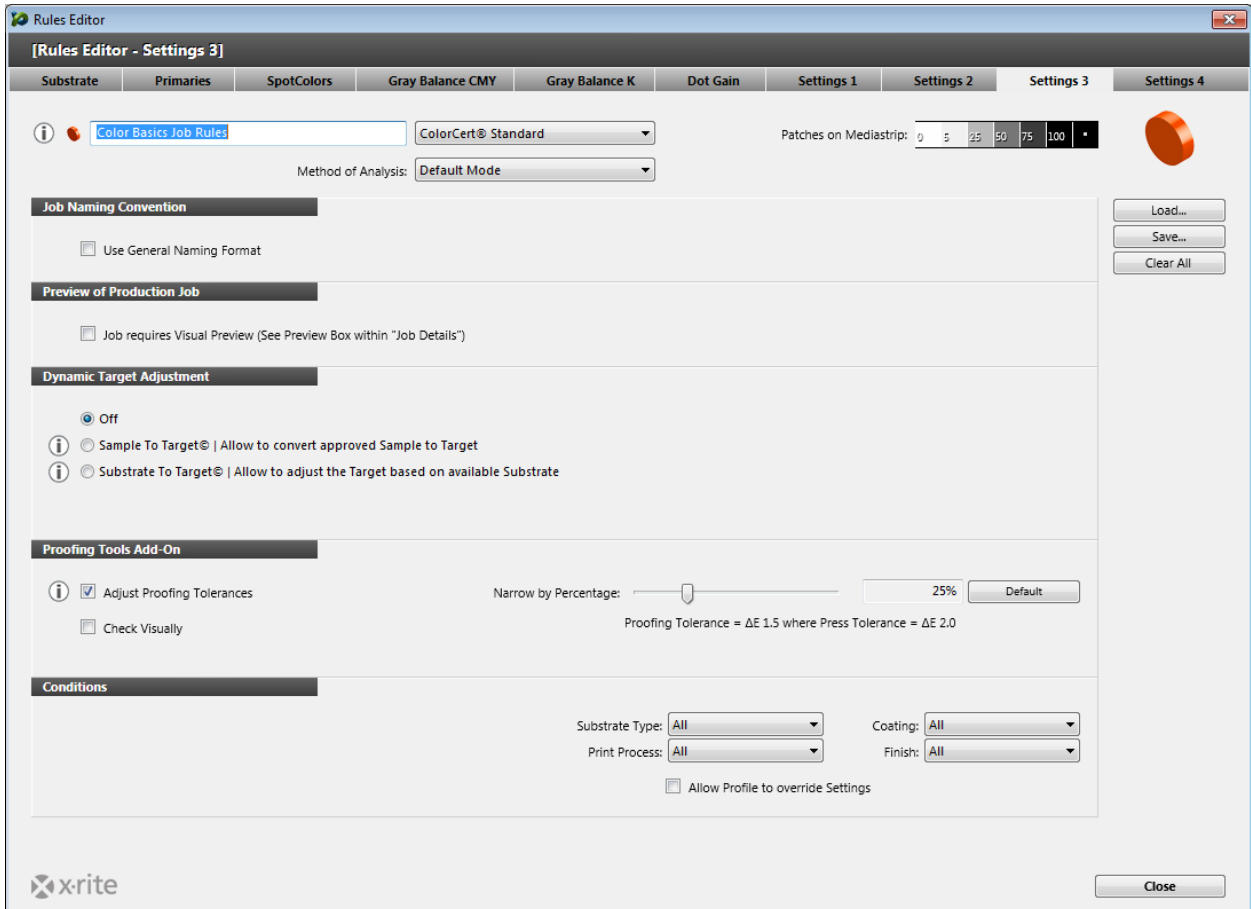 Rules Editor
[Rules Editor - Settings 3]
Substrate Primaries SpotColors Gray Balance CMY Gray Balance K Dot Gain Settings 1 Settings 2 Settings 3 Settings 4
Color Basics Job Rules ColorCert® Standard Patches on Mediastrip: 0 5 25 50 75 100 *
Method of Analysis: Default Mode
Job Naming Convention
Load...
Save...
Use General Naming Format
Clear All
Preview of Production Job
Job requires Visual Preview (See Preview Box within "Job Details")
Dynamic Target Adjustment
Off
Sample To Target© | Allow to convert approved Sample to Target
Substrate To Target© | Allow to adjust the Target based on available Substrate
Proofing Tools Add-On
Adjust Proofing Tolerances Narrow by Percentage: 25% Default
Check Visually Proofing Tolerance = ΔE 1.5 where Press Tolerance = ΔE 2.0
Conditions
Substrate Type: All Coating: All
Print Process: All Finish: All
Allow Profile to override Settings
x·rite Close